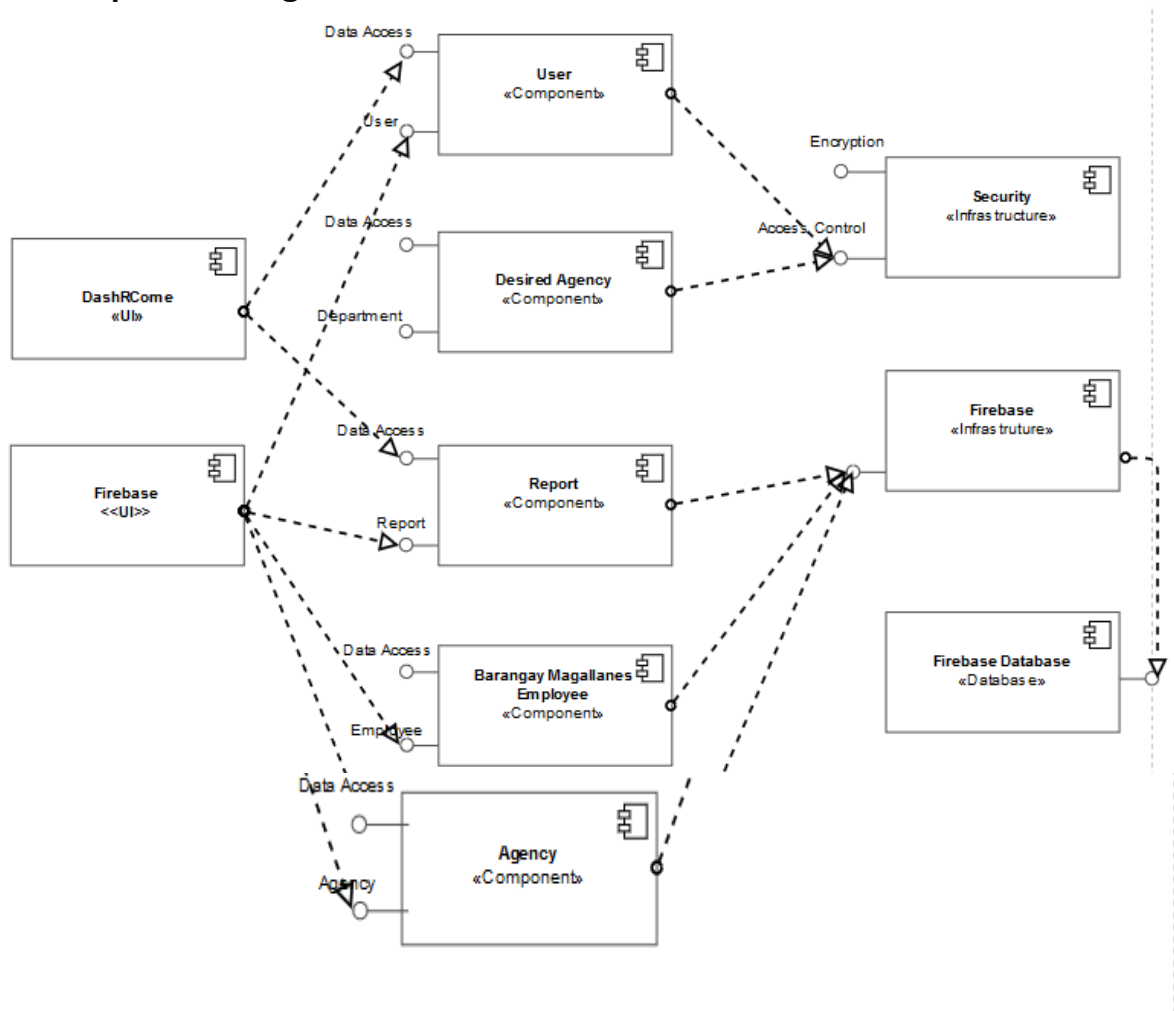 Data Access
User
«Component»
User
Encryption
Security
«Infrastructure»
Access Control
Data Access
Desired Agency
«Component»
Department
DashRCome
«UI»
Firebase
«Infrastruture»
Data Access
Report
«Component»
Report
Firebase
<<UI>>
Data Access
Barangay Magallanes
Employee
«Component»
Employee
Firebase Database
«Database»
Data Access
Agency
«Component»
Agency